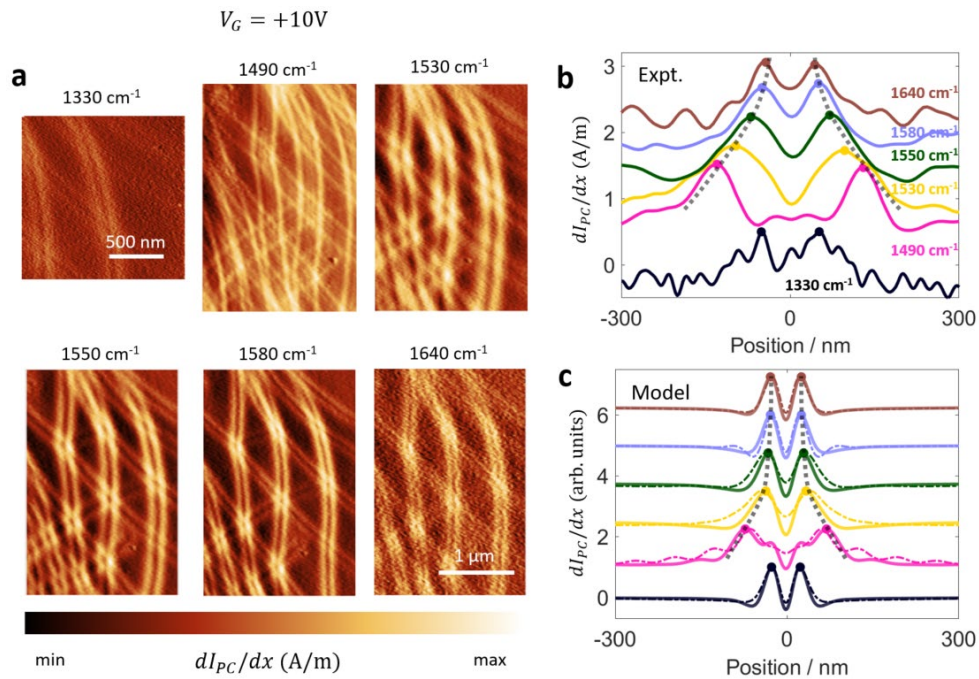 V_G = +10V
a
1330 cm⁻¹
1490 cm⁻¹
1530 cm⁻¹
500 nm
1550 cm⁻¹
1580 cm⁻¹
1640 cm⁻¹
1 μm
min
dI_PC/dx (A/m)
max
b
Expt.
dI_PC/dx (A/m)
3
2
1
0
1640 cm⁻¹
1580 cm⁻¹
1550 cm⁻¹
1530 cm⁻¹
1490 cm⁻¹
1330 cm⁻¹
-300
0
300
Position / nm
c
Model
dI_PC/dx (arb. units)
6
4
2
0
-300
0
300
Position / nm